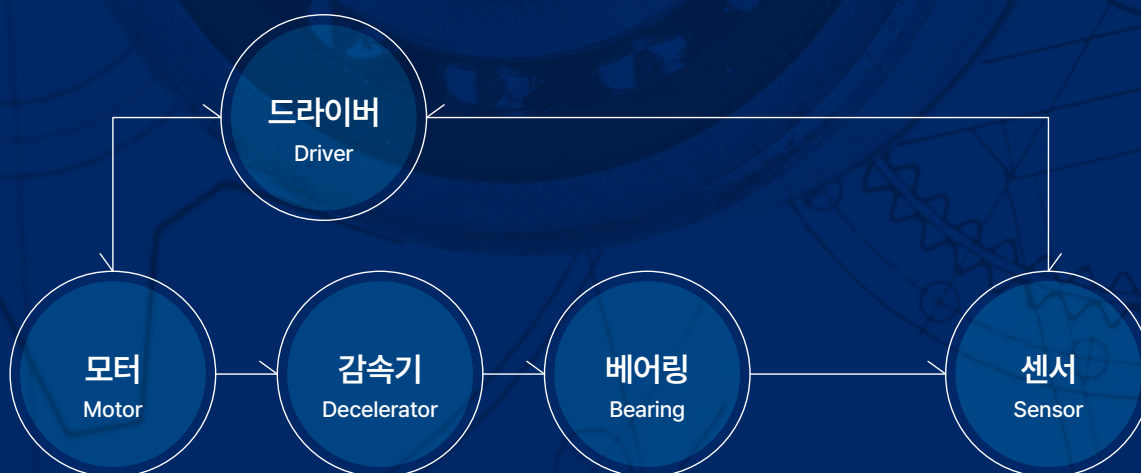 드라이버
Driver
모터
Motor
감속기
Decelerator
베어링
Bearing
센서
Sensor